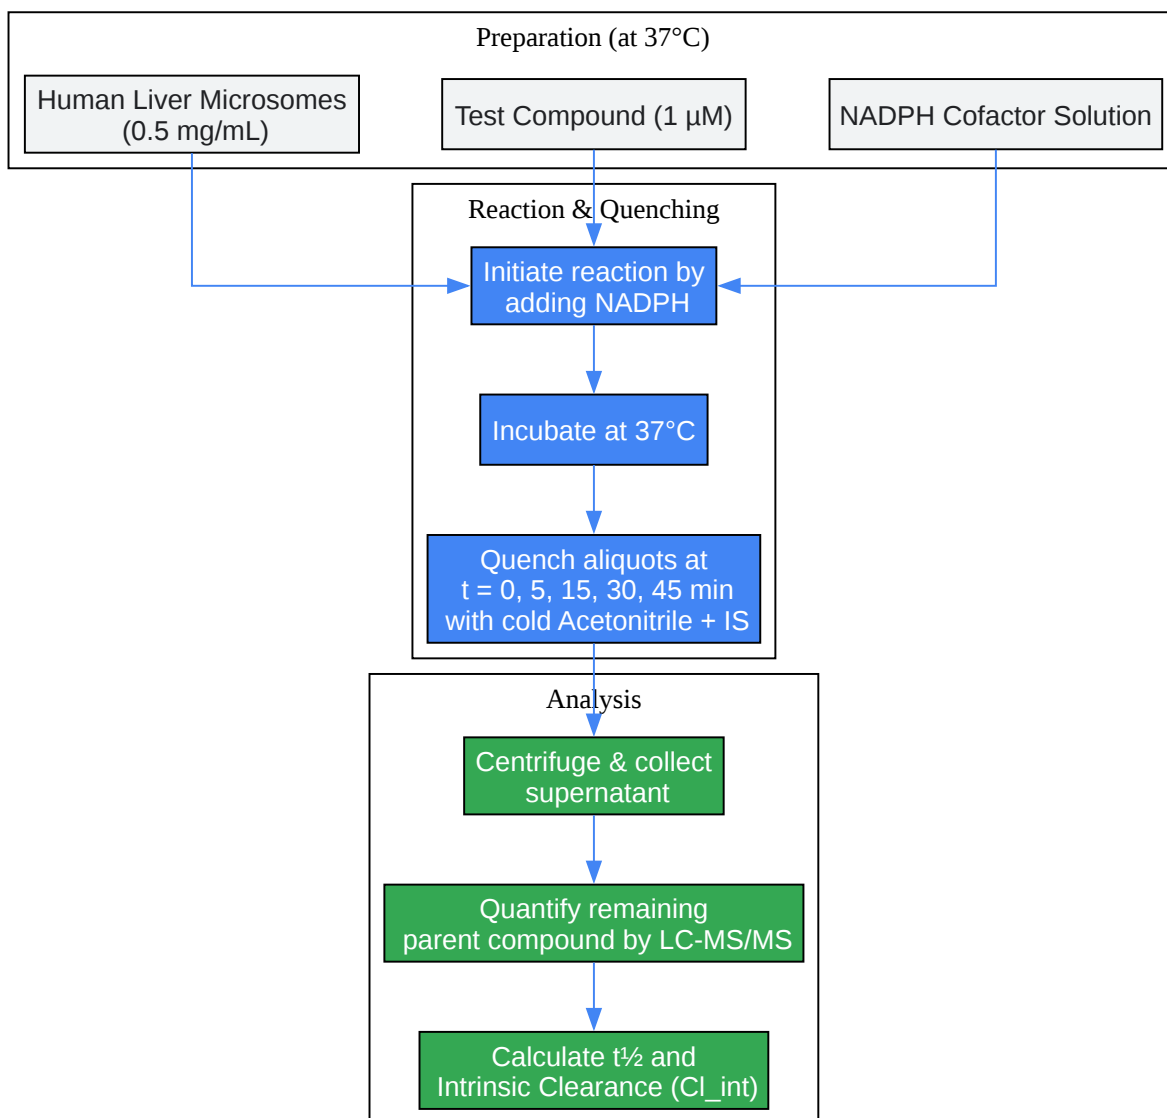 Preparation (at 37°C)
Human Liver Microsomes
(0.5 mg/mL)
Test Compound (1 µM)
NADPH Cofactor Solution
Reaction & Quenching
Initiate reaction by
adding NADPH
Incubate at 37°C
Quench aliquots at
t = 0, 5, 15, 30, 45 min
with cold Acetonitrile + IS
Analysis
Centrifuge & collect
supernatant
Quantify remaining
parent compound by LC-MS/MS
Calculate t½ and
Intrinsic Clearance (Cl_int)